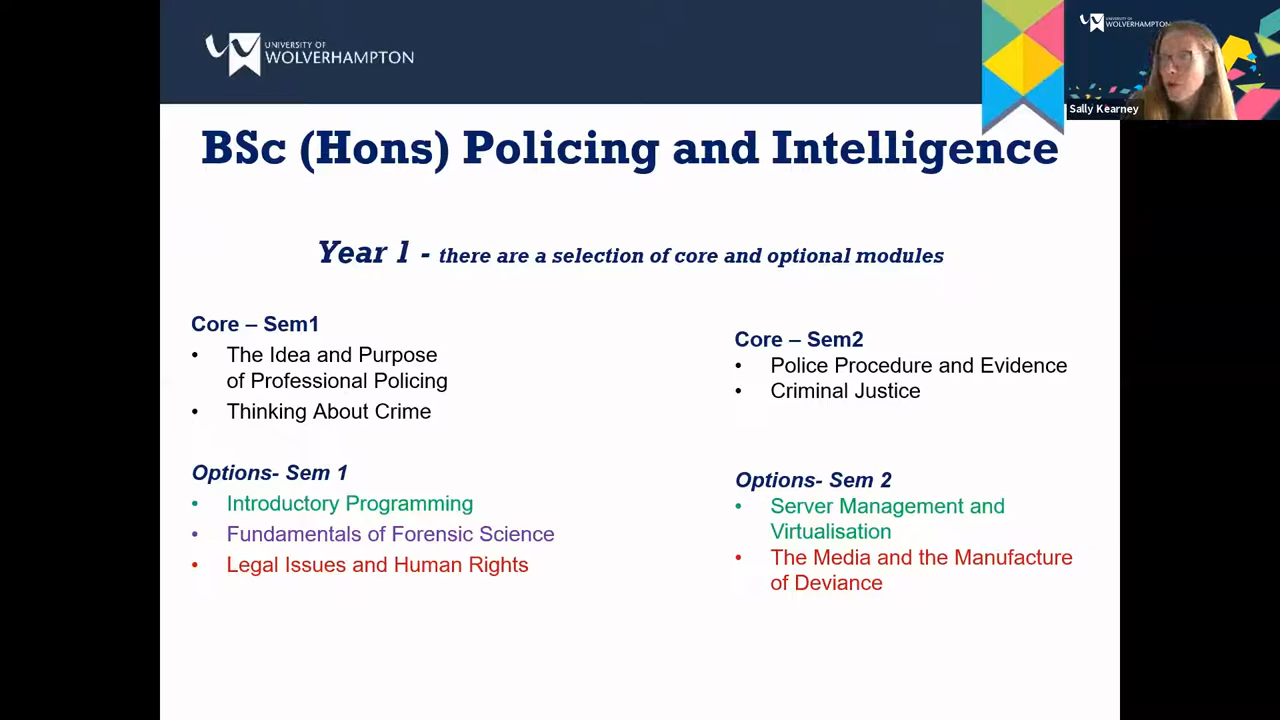 UNIVERSITY OF
WOLVERHAMPTON
UNIVERSITY OF
WOLVERHAMPTON
Sally Kearney
BSc (Hons) Policing and Intelligence
Year 1 - there are a selection of core and optional modules
Core – Sem1
• The Idea and Purpose
of Professional Policing
• Thinking About Crime
Options- Sem 1
• Introductory Programming
• Fundamentals of Forensic Science
• Legal Issues and Human Rights
Core – Sem2
• Police Procedure and Evidence
• Criminal Justice
Options- Sem 2
• Server Management and
Virtualisation
• The Media and the Manufacture
of Deviance